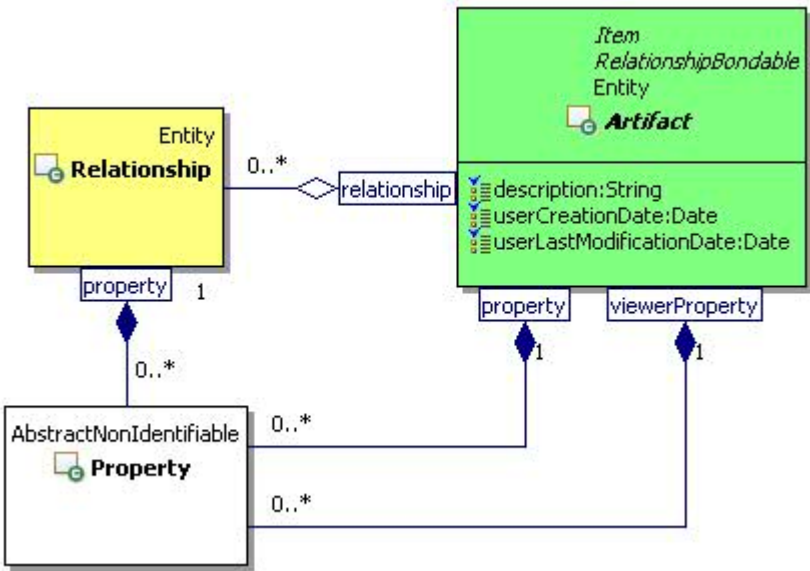 Item
RelationshipBondable
Entity
Artifact
Entity
Relationship
0..*
relationship
description:String
userCreationDate:Date
userLastModificationDate:Date
property
1
property
viewerProperty
1
1
0..*
AbstractNonIdentifiable
Property
0..*
0..*